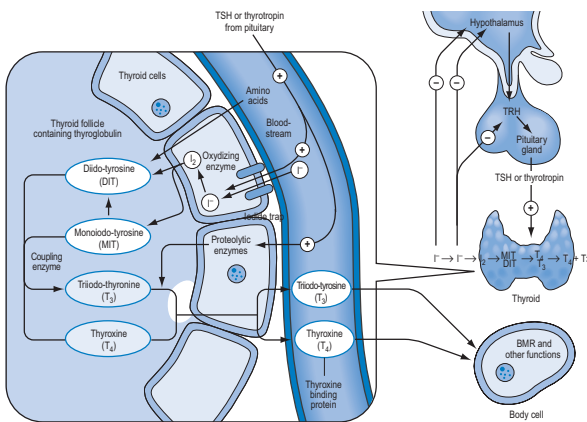 TSH or thyrotropin
from pituitary
Thyroid cells
Thyroid follicle
containing thyroglobulin
Amino
acids
Blood-
stream
Oxydizing
enzyme
I₂
I⁻
I⁻
Iodide trap
Diido-tyrosine
(DIT)
Monoiodo-tyrosine
(MIT)
Coupling
enzyme
Triiodo-thyronine
(T₃)
Thyroxine
(T₄)
Proteolytic
enzymes
+
+
+
Triiodo-tyrosine
(T₃)
Thyroxine
(T₄)
Thyroxine
binding
protein
Hypothalamus
−
−
−
TRH
Pituitary
gland
TSH or thyrotropin
+
I⁻ → I⁻ → I₂ → MIT DIT → T₄ T₃ → T₄ + T₃
Thyroid
BMR and
other functions
Body cell